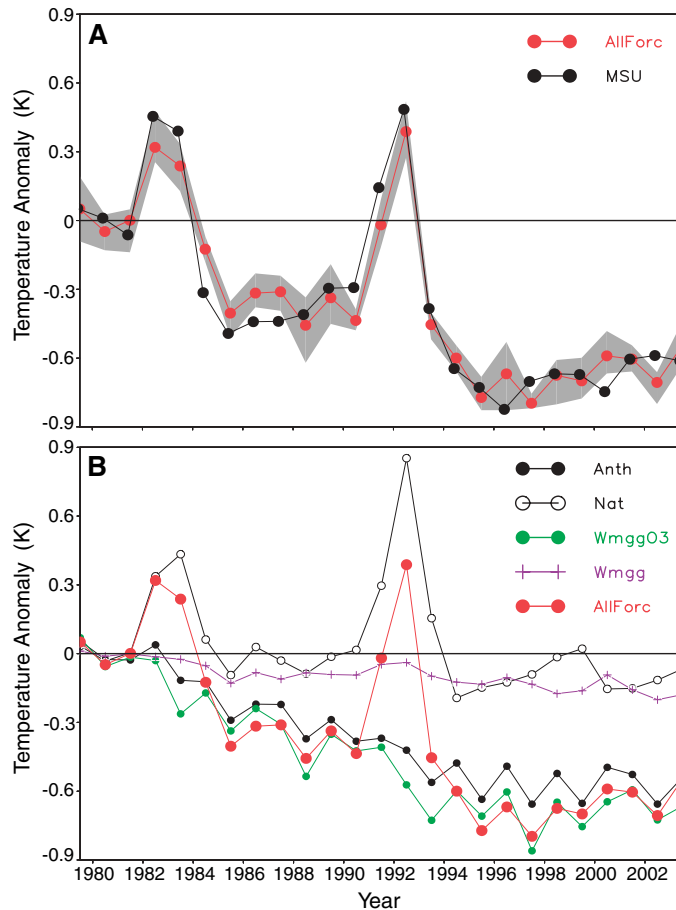 A
AllForc
MSU
Temperature Anomaly (K)
0.9
0.6
0.3
0
-0.3
-0.6
-0.9
B
Anth
Nat
WmggO3
Wmgg
AllForc
Temperature Anomaly (K)
0.9
0.6
0.3
0
-0.3
-0.6
-0.9
1980 1982 1984 1986 1988 1990 1992 1994 1996 1998 2000 2002
Year